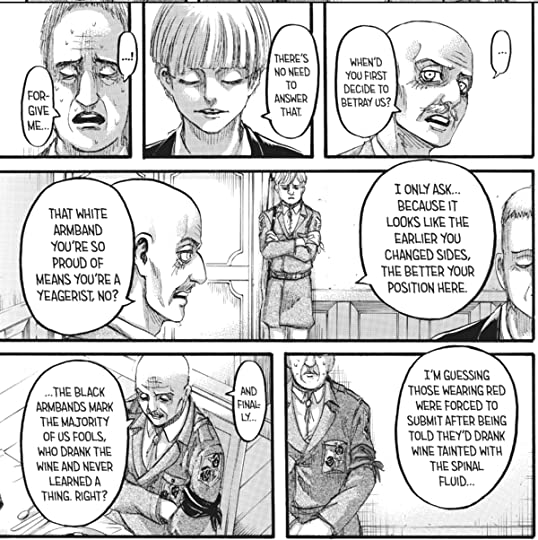 ...
WHEN'D
YOU FIRST
DECIDE TO
BETRAY US?
THERE'S
NO NEED
TO
ANSWER
THAT.
...!
FOR-
GIVE
ME...
I ONLY ASK...
BECAUSE IT
LOOKS LIKE THE
EARLIER YOU
CHANGED SIDES,
THE BETTER YOUR
POSITION HERE.
THAT WHITE
ARMBAND
YOU'RE SO
PROUD OF
MEANS YOU'RE A
YEAGERIST, NO?
I'M GUESSING
THOSE WEARING RED
WERE FORCED TO
SUBMIT AFTER BEING
TOLD THEY'D DRANK
WINE TAINTED WITH
THE SPINAL
FLUID...
AND
FINAL-
LY...
...THE BLACK
ARMBANDS MARK
THE MAJORITY
OF US FOOLS,
WHO DRANK THE
WINE AND NEVER
LEARNED A
THING. RIGHT?